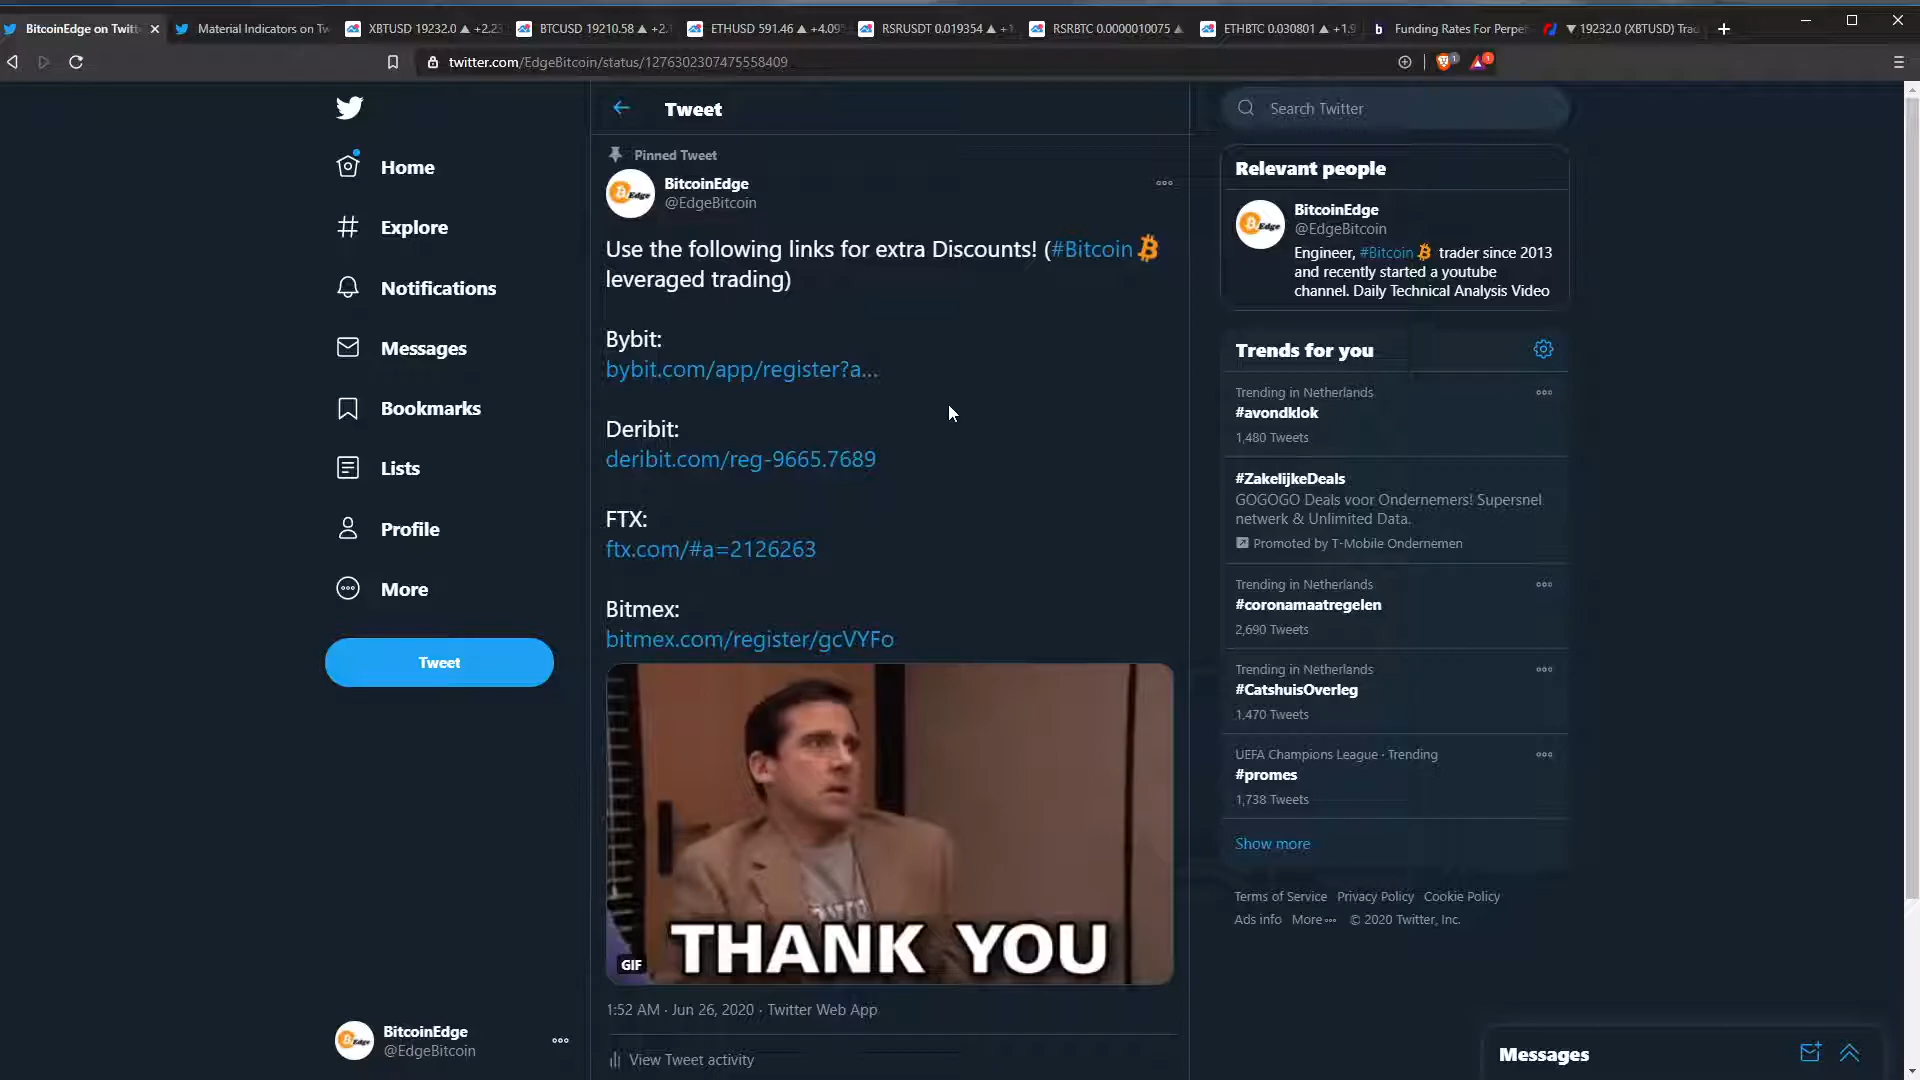 BitcoinEdge on Twitt
Material Indicators on Tw
XBTUSD 19232.0 ▲ +2.23
BTCUSD 19210.58 ▲ +2.1
ETHUSD 591.46 ▲ +4.09
RSRUSDT 0.019354 ▲ +1
RSRBTC 0.0000010075 ▲
ETHBTC 0.030801 ▲ +1.9
Funding Rates For Perpet
▼ 19232.0 (XBTUSD) Trad
twitter.com/EdgeBitcoin/status/1276302307475558409
1
1
Home
Explore
Notifications
Messages
Bookmarks
Lists
Profile
More
Tweet
BitcoinEdge
@EdgeBitcoin
Tweet
Pinned Tweet
Edge
BitcoinEdge
@EdgeBitcoin
Use the following links for extra Discounts! (#Bitcoin
leveraged trading)
Bybit:
bybit.com/app/register?a...
Deribit:
deribit.com/reg-9665.7689
FTX:
ftx.com/#a=2126263
Bitmex:
bitmex.com/register/gcVYFo
THANK YOU
GIF
1:52 AM · Jun 26, 2020 · Twitter Web App
View Tweet activity
Search Twitter
Relevant people
Edge
BitcoinEdge
@EdgeBitcoin
Engineer, #Bitcoin trader since 2013
and recently started a youtube
channel. Daily Technical Analysis Video
Trends for you
Trending in Netherlands
#avondklok
1,480 Tweets
#ZakelijkeDeals
GOGOGO Deals voor Ondernemers! Supersnel
netwerk & Unlimited Data.
Promoted by T-Mobile Ondernemen
Trending in Netherlands
#coronamaatregelen
2,690 Tweets
Trending in Netherlands
#CatshuisOverleg
1,470 Tweets
UEFA Champions League · Trending
#promes
1,738 Tweets
Show more
Terms of Service Privacy Policy Cookie Policy
Ads info More © 2020 Twitter, Inc.
Messages